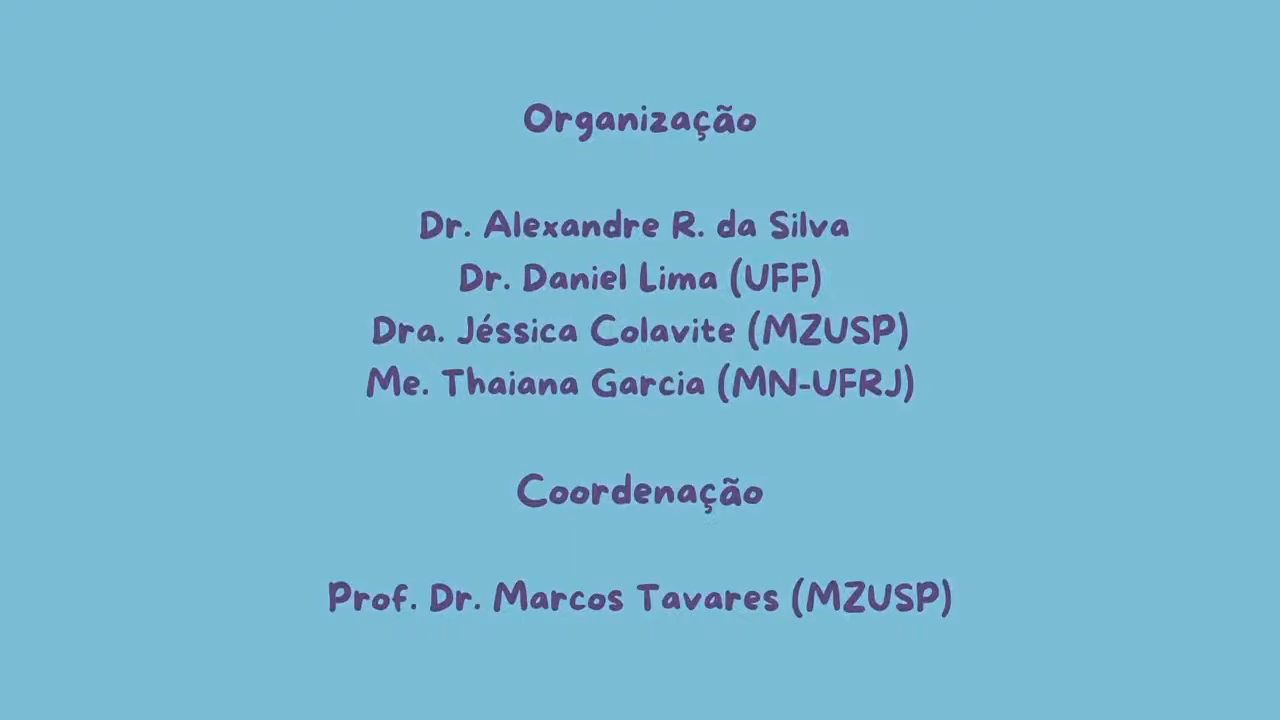 Organização
Dr. Alexandre R. da Silva
Dr. Daniel Lima (UFF)
Dra. Jéssica Colavite (MZUSP)
Me. Thaiana Garcia (MN-UFRJ)
Coordenação
Prof. Dr. Marcos Tavares (MZUSP)